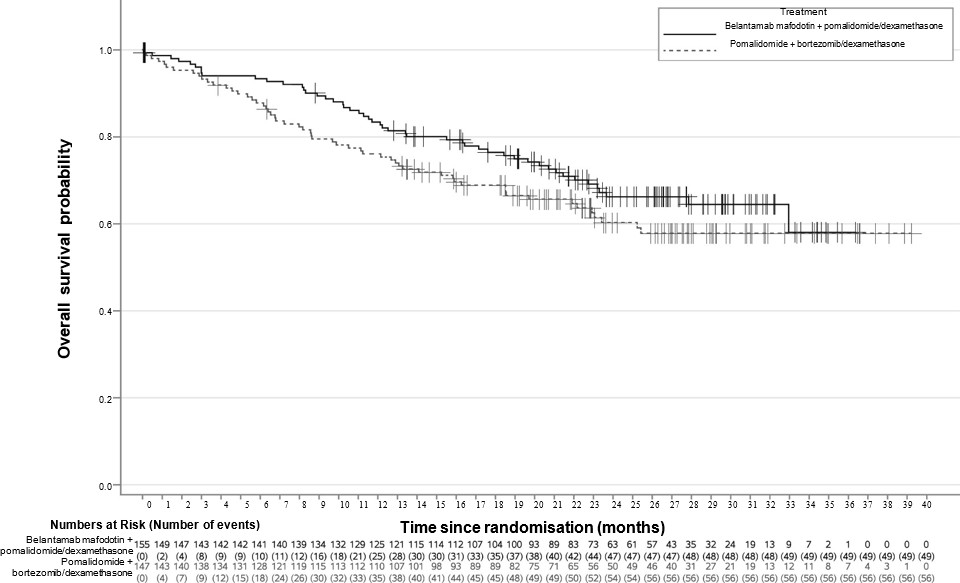 Treatment
Belantamab mafodotin + pomalidomide/dexamethasone
Pomalidomide + bortezomib/dexamethasone
Overall survival probability
1.0
0.8
0.6
0.4
0.2
0.0
0 1 2 3 4 5 6 7 8 9 10 11 12 13 14 15 16 17 18 19 20 21 22 23 24 25 26 27 28 29 30 31 32 33 34 35 36 37 38 39 40
Numbers at Risk (Number of events)
Time since randomisation (months)
Belantamab mafodotin +
pomalidomide/dexamethasone
155 149 147 143 142 142 141 140 139 134 132 129 125 121 115 114 112 107 104 100 93 89 83 73 63 61 57 43 35 32 24 19 13 9 7 2 1 0 0 0 0
(0) (2) (4) (8) (9) (9) (10) (11) (12) (16) (18) (21) (25) (28) (30) (30) (31) (33) (35) (37) (38) (40) (42) (44) (47) (47) (47) (47) (48) (48) (48) (48) (48) (49) (49) (49) (49) (49) (49) (49) (49)
Pomalidomide +
bortezomib/dexamethasone
147 143 140 138 134 131 128 121 119 115 113 112 110 107 101 98 93 89 89 82 75 71 65 56 50 49 46 40 31 27 21 19 13 12 11 8 7 4 3 1 0
(0) (4) (7) (9) (12) (15) (18) (24) (26) (30) (32) (33) (35) (38) (40) (41) (44) (45) (45) (48) (49) (49) (50) (52) (54) (54) (56) (56) (56) (56) (56) (56) (56) (56) (56) (56) (56) (56) (56) (56) (56)